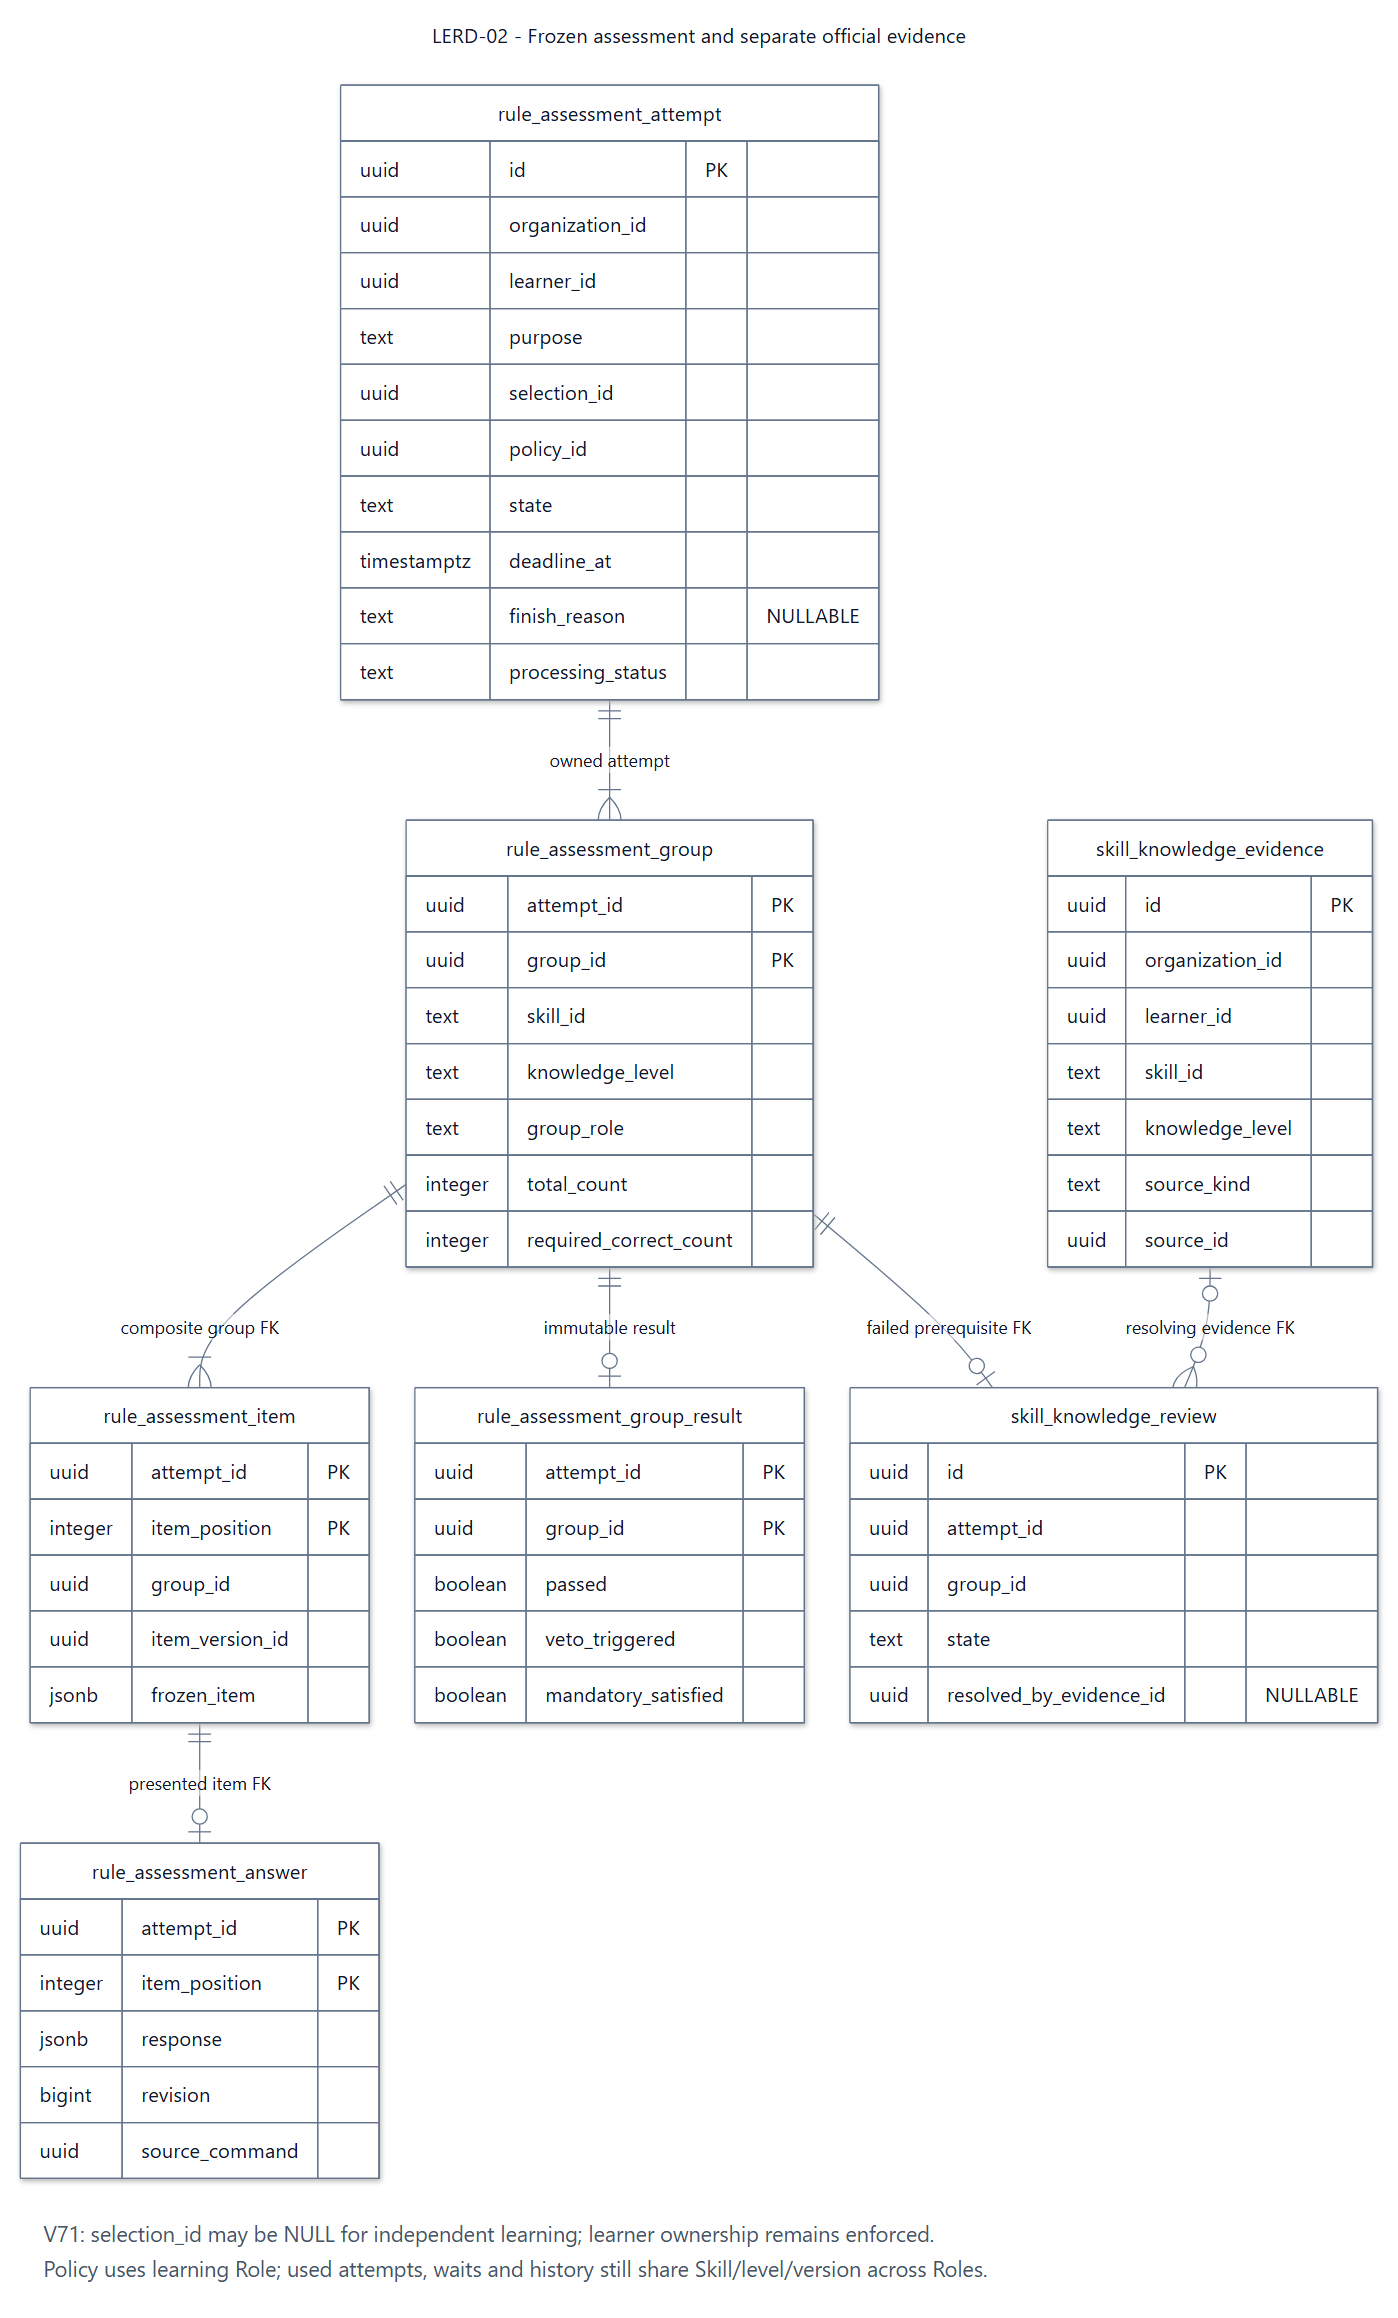 LERD-02 - Frozen assessment and separate official evidence
rule_assessment_attempt
uuid id PK
uuid organization_id
uuid learner_id
text purpose
uuid selection_id
uuid policy_id
text state
timestamptz deadline_at
text finish_reason NULLABLE
text processing_status
owned attempt
rule_assessment_group
uuid attempt_id PK
uuid group_id PK
text skill_id
text knowledge_level
text group_role
integer total_count
integer required_correct_count
skill_knowledge_evidence
uuid id PK
uuid organization_id
uuid learner_id
text skill_id
text knowledge_level
text source_kind
uuid source_id
composite group FK
immutable result
failed prerequisite FK
resolving evidence FK
rule_assessment_item
uuid attempt_id PK
integer item_position PK
uuid group_id
uuid item_version_id
jsonb frozen_item
rule_assessment_group_result
uuid attempt_id PK
uuid group_id PK
boolean passed
boolean veto_triggered
boolean mandatory_satisfied
skill_knowledge_review
uuid id PK
uuid attempt_id
uuid group_id
text state
uuid resolved_by_evidence_id NULLABLE
presented item FK
rule_assessment_answer
uuid attempt_id PK
integer item_position PK
jsonb response
bigint revision
uuid source_command
V71: selection_id may be NULL for independent learning; learner ownership remains enforced.
Policy uses learning Role; used attempts, waits and history still share Skill/level/version across Roles.